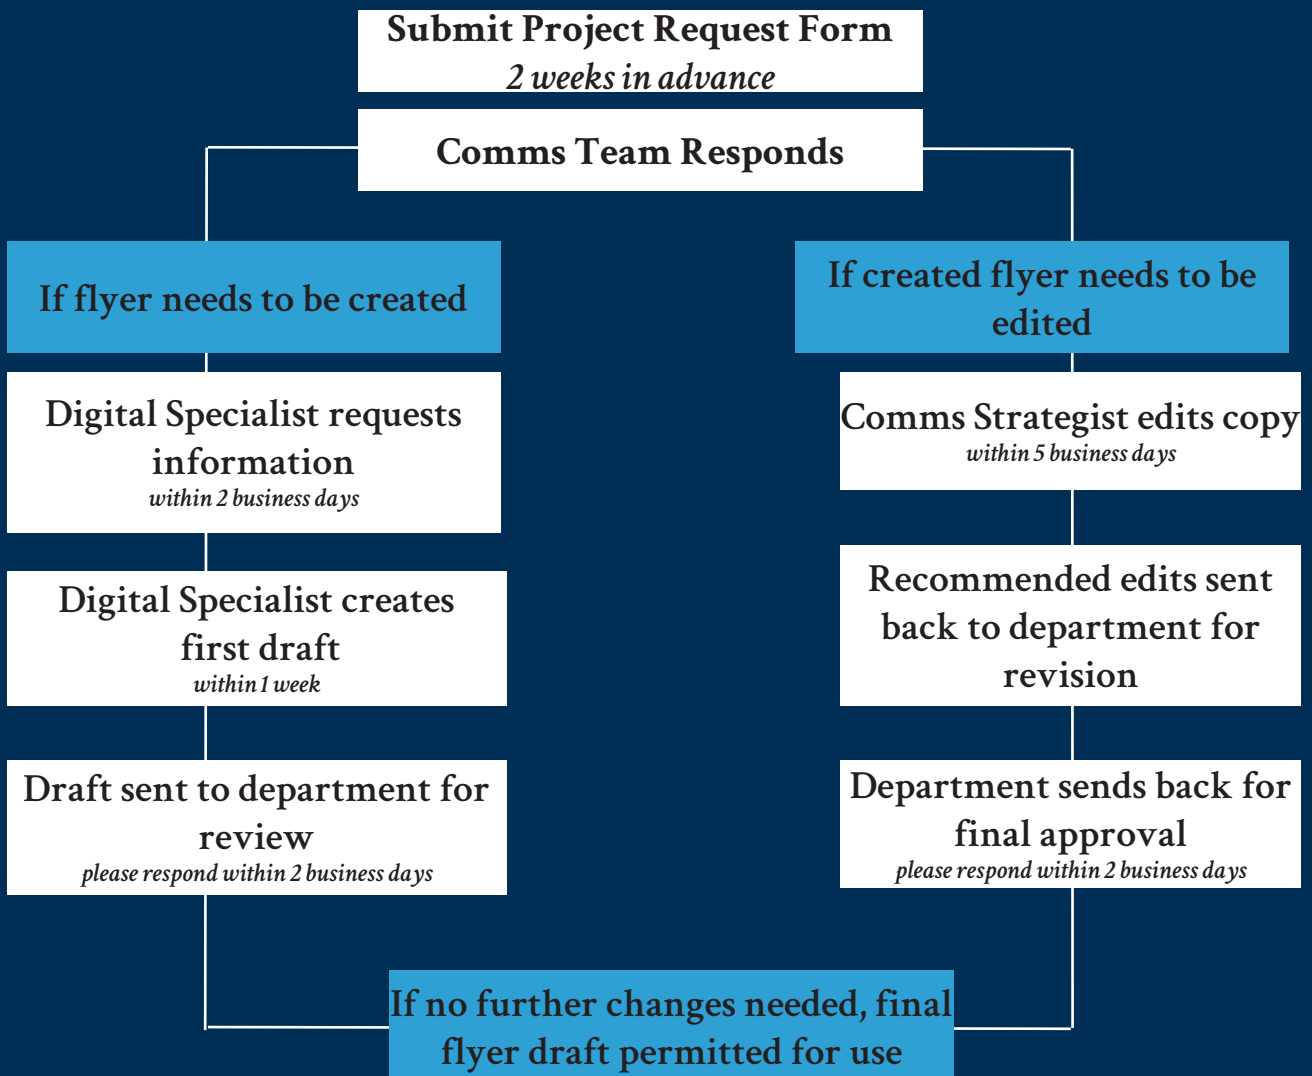 Submit Project Request Form
2 weeks in advance
Comms Team Responds
If flyer needs to be created
Digital Specialist requests
information
within 2 business days
Digital Specialist creates
first draft
within 1 week
Draft sent to department for
review
please respond within 2 business days
If created flyer needs to be
edited
Comms Strategist edits copy
within 5 business days
Recommended edits sent
back to department for
revision
Department sends back for
final approval
please respond within 2 business days
If no further changes needed, final
flyer draft permitted for use